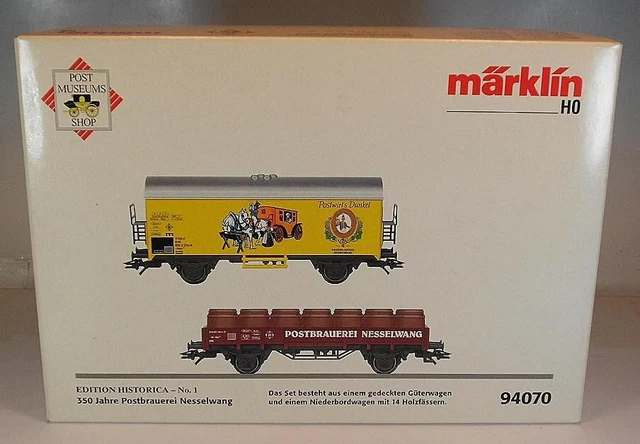 POST
MUSEUMS
SHOP
märklin
H0
Postwirt's Dunkel
POSTBRAUEREI NESSELWANG
EDITION HISTORICA – No. 1
350 Jahre Postbrauerei Nesselwang
Das Set besteht aus einem gedeckten Güterwagen
und einem Niederbordwagen mit 14 Holzfässern.
94070